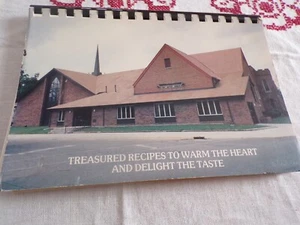 TREASURED RECIPES TO WARM THE HEART
AND DELIGHT THE TASTE